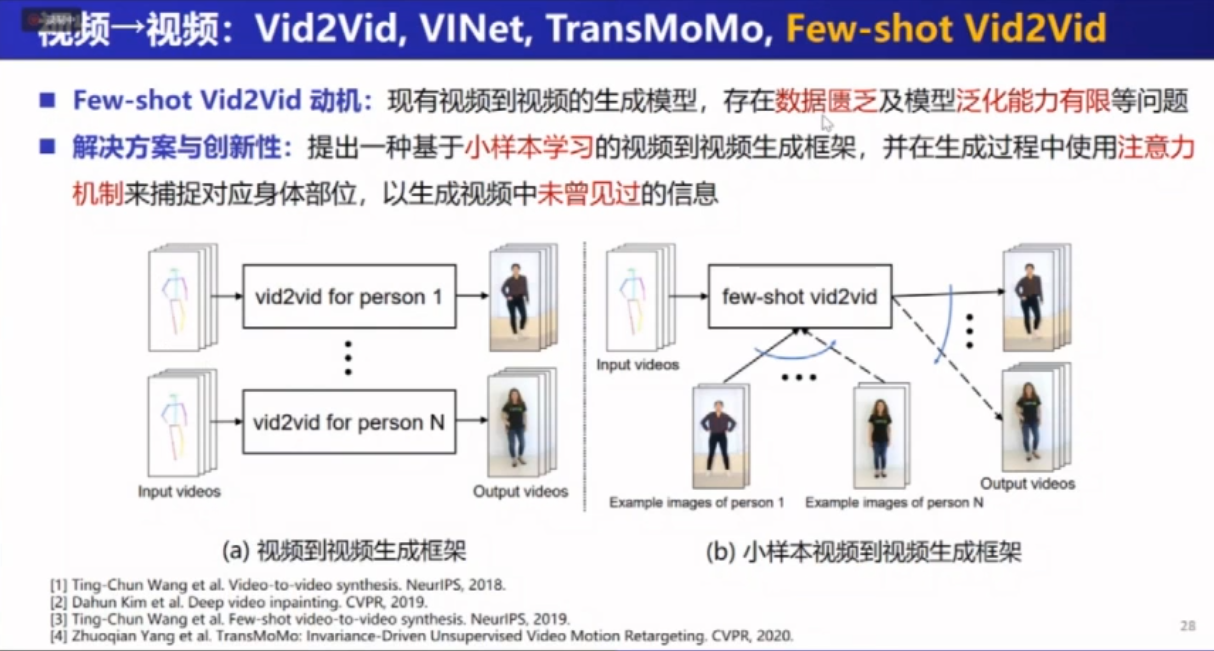 视频→视频：Vid2Vid, VINet, TransMoMo, Few-shot Vid2Vid
■ Few-shot Vid2Vid 动机：现有视频到视频的生成模型，存在数据匮乏及模型泛化能力有限等问题
■ 解决方案与创新性：提出一种基于小样本学习的视频到视频生成框架，并在生成过程中使用注意力
机制来捕捉对应身体部位，以生成视频中未曾见过的信息
vid2vid for person 1
vid2vid for person N
Input videos
Output videos
(a) 视频到视频生成框架
few-shot vid2vid
Input videos
Example images of person 1
Example images of person N
Output videos
(b) 小样本视频到视频生成框架
[1] Ting-Chun Wang et al. Video-to-video synthesis. NeurIPS, 2018.
[2] Dahun Kim et al. Deep video inpainting. CVPR, 2019.
[3] Ting-Chun Wang et al. Few-shot video-to-video synthesis. NeurIPS, 2019.
[4] Zhuoqian Yang et al. TransMoMo: Invariance-Driven Unsupervised Video Motion Retargeting. CVPR, 2020.
28